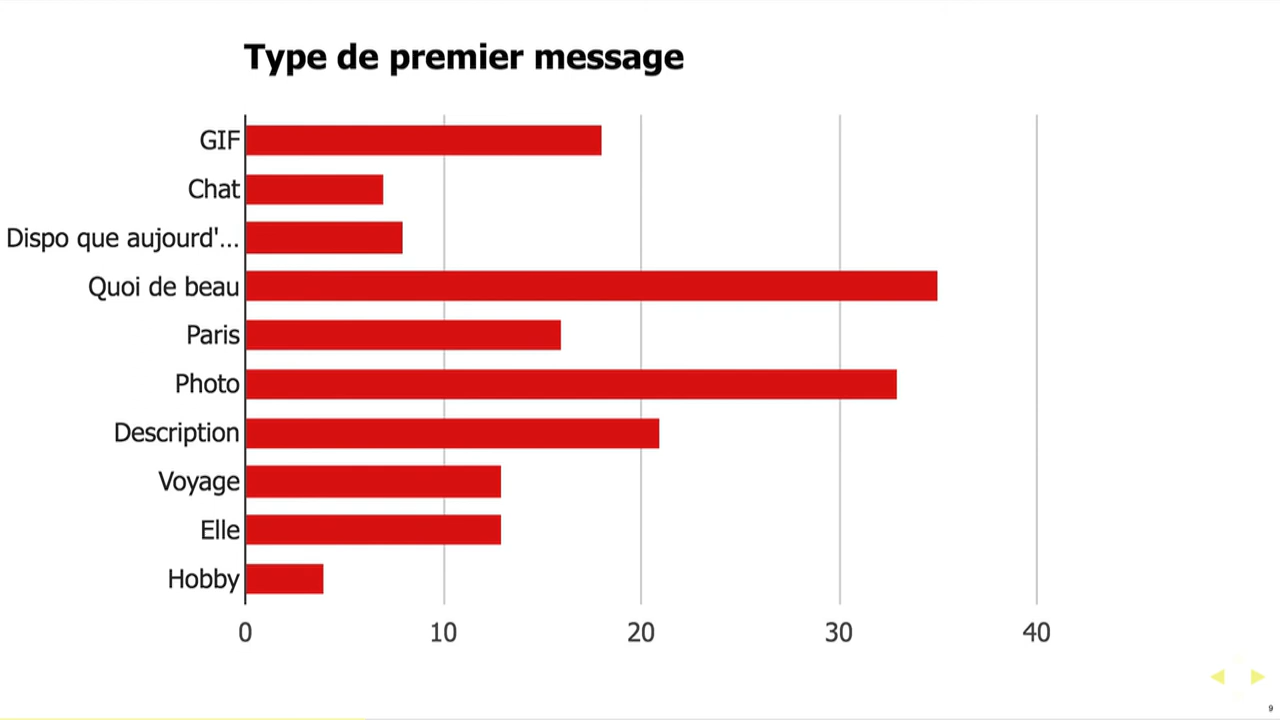 Type de premier message
GIF
Chat
Dispo que aujourd'...
Quoi de beau
Paris
Photo
Description
Voyage
Elle
Hobby
0 10 20 30 40
9